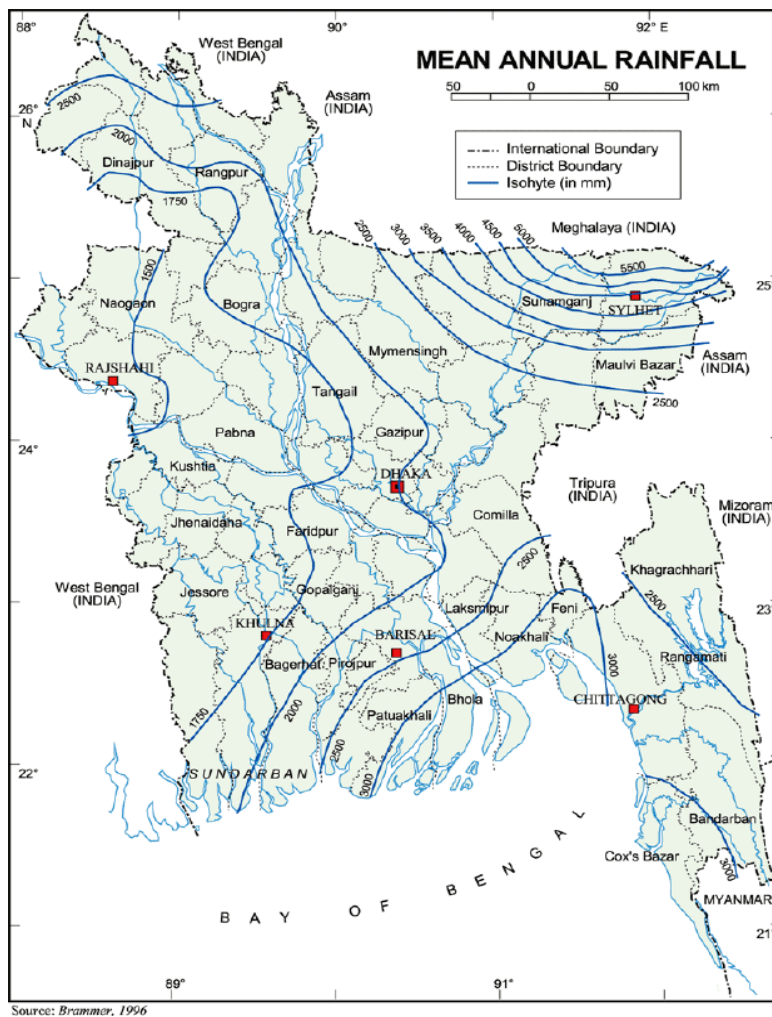 88°
90°
92° E
MEAN ANNUAL RAINFALL
50 0 50 100 km
International Boundary
District Boundary
Isohyte (in mm)
West Bengal
(INDIA)
Assam
(INDIA)
26°
N
2500
2000
Dinajpur
Rangpur
1750
Meghalaya (INDIA)
2500
3000
3500
4000
4500
5000
5500
25°
1500
Naogaon
Bogra
Sunamganj
SYLHET
Mymensingh
Maulvi Bazar
Assam
(INDIA)
2500
RAJSHAHI
Tangail
24°
Pabna
Gazipur
Kushtia
DHAKA
Tripura
(INDIA)
Mizoram
(INDIA)
Jhenaidaha
Faridpur
Comilla
2500
Khagrachhari
2500
West Bengal
(INDIA)
Jessore
Gopalganj
Laksmipur
Feni
23°
KHULNA
BARISAL
Noakhali
Rangamati
Bagerhat
Pirojpur
3000
1750
2000
Bhola
CHITTAGONG
Patuakhali
2500
3000
22°
SUNDARBAN
Bandarban
Cox's Bazar
3000
MYANMAR
BAY OF BENGAL
21°
89°
91°
Source: Brammer, 1996